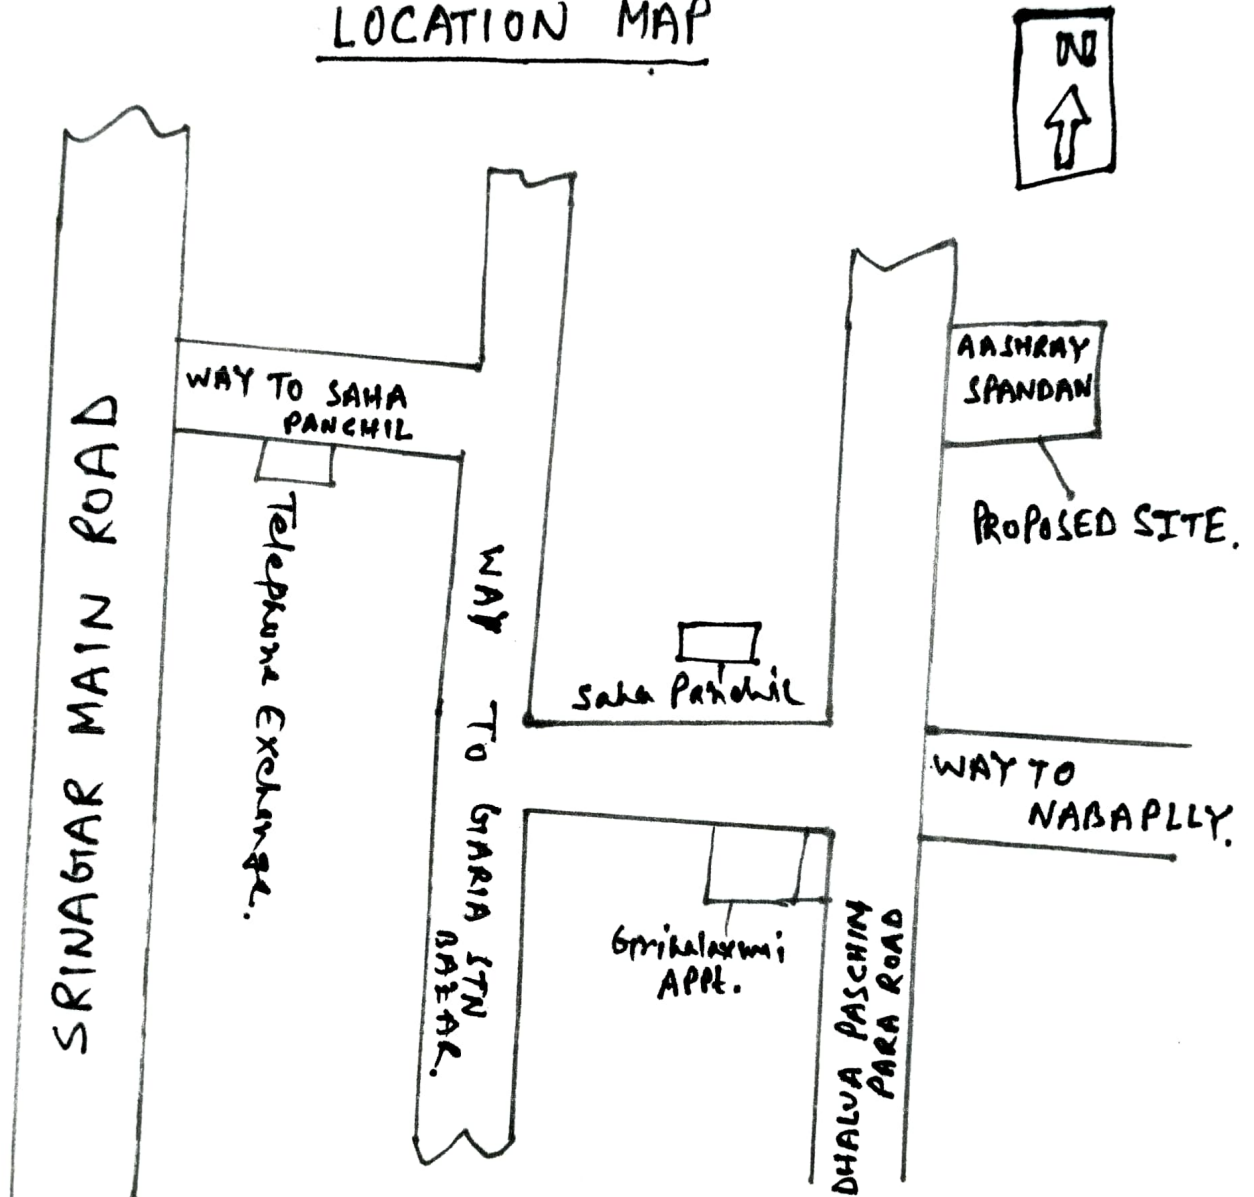 LOCATION MAP
N
AASHRAY
SPANDAN
WAY TO SAHA
PANCHIL
PROPOSED SITE.
SRINAGAR MAIN ROAD
Telephone Exchange.
WAY TO GARIA STN
BAZAR.
Saha Panchil
WAY TO
NABAPLLY.
Grihalaxmi
APPt.
DHALUA PASCHIM
PARA ROAD